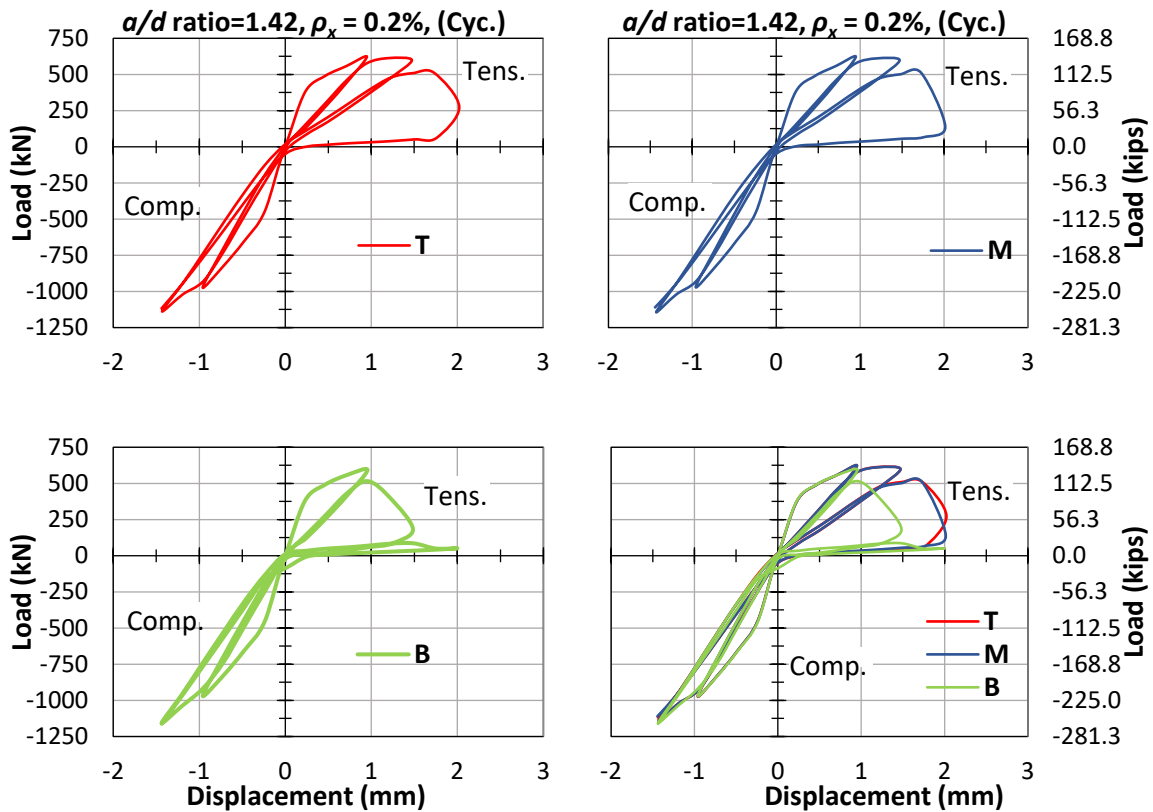 a/d ratio=1.42, ρx = 0.2%, (Cyc.)
750
500
250
0
-250
-500
-750
-1000
-1250
Load (kN)
Tens.
Comp.
T
-2 -1 0 1 2 3
a/d ratio=1.42, ρx = 0.2%, (Cyc.)
Tens.
Comp.
M
168.8
112.5
56.3
0.0
-56.3
-112.5
-168.8
-225.0
-281.3
Load (kips)
-2 -1 0 1 2 3
750
500
250
0
-250
-500
-750
-1000
-1250
Load (kN)
Tens.
Comp.
B
-2 -1 0 1 2 3
Displacement (mm)
Tens.
Comp.
T
M
B
168.8
112.5
56.3
0.0
-56.3
-112.5
-168.8
-225.0
-281.3
Load (kips)
-2 -1 0 1 2 3
Displacement (mm)